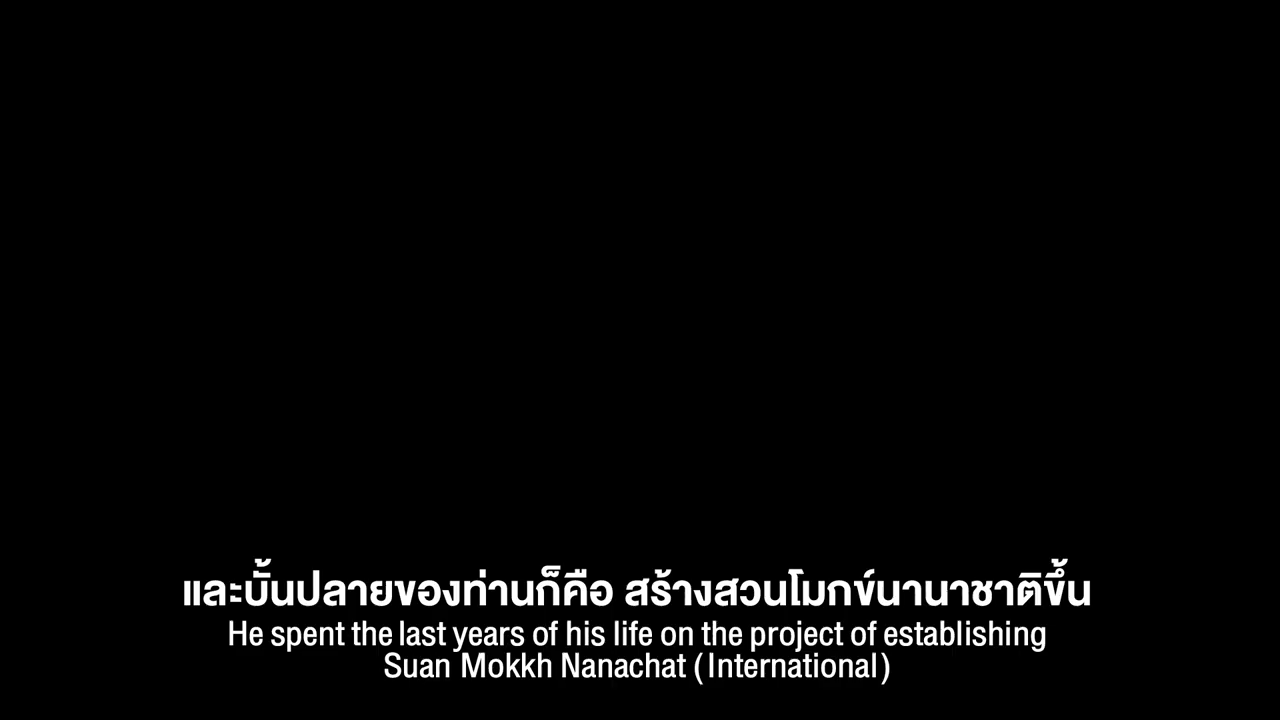 และบั้นปลายของท่านก็คือ สร้างสวนโมกข์นานาชาติขึ้น
He spent the last years of his life on the project of establishing
Suan Mokkh Nanachat (International)